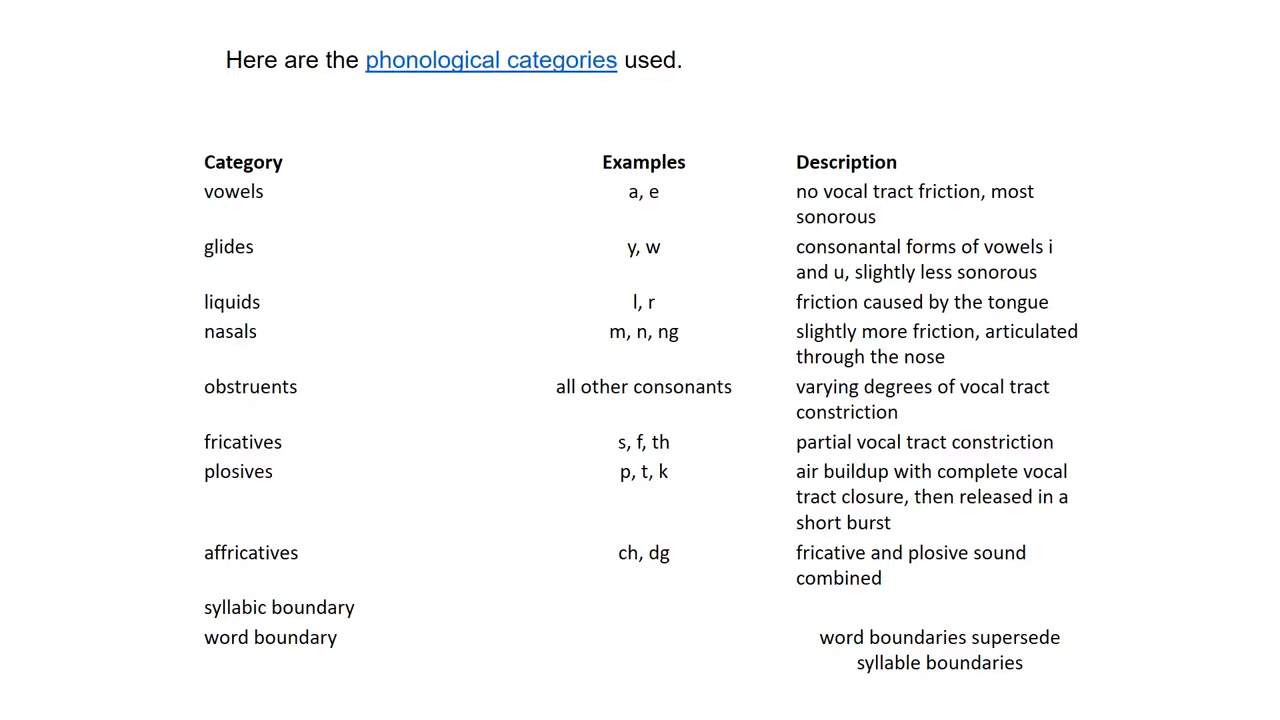 Here are the phonological categories used.
Category Examples Description
vowels a, e no vocal tract friction, most
sonorous
glides y, w consonantal forms of vowels i
and u, slightly less sonorous
liquids l, r friction caused by the tongue
nasals m, n, ng slightly more friction, articulated
through the nose
obstruents all other consonants varying degrees of vocal tract
constriction
fricatives s, f, th partial vocal tract constriction
plosives p, t, k air buildup with complete vocal
tract closure, then released in a
short burst
affricatives ch, dg fricative and plosive sound
combined
syllabic boundary
word boundary word boundaries supersede
syllable boundaries